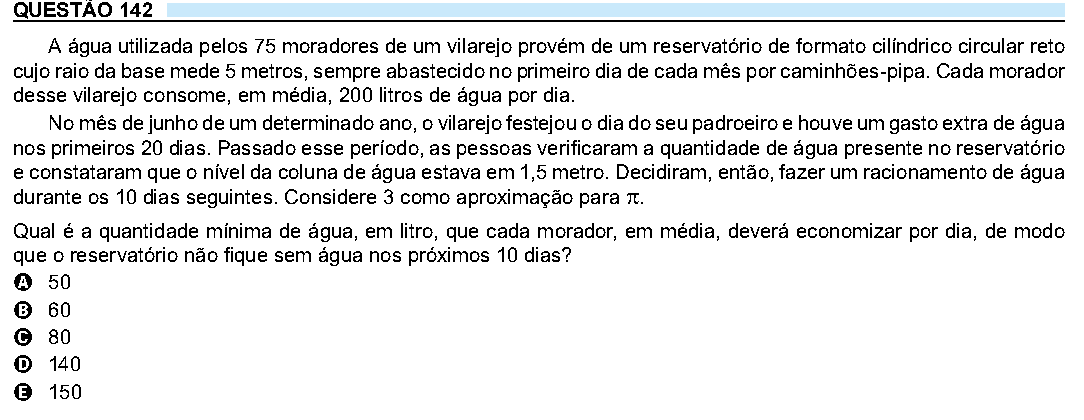 QUESTÃO 142
A água utilizada pelos 75 moradores de um vilarejo provém de um reservatório de formato cilíndrico circular reto
cujo raio da base mede 5 metros, sempre abastecido no primeiro dia de cada mês por caminhões-pipa. Cada morador
desse vilarejo consome, em média, 200 litros de água por dia.
No mês de junho de um determinado ano, o vilarejo festejou o dia do seu padroeiro e houve um gasto extra de água
nos primeiros 20 dias. Passado esse período, as pessoas verificaram a quantidade de água presente no reservatório
e constataram que o nível da coluna de água estava em 1,5 metro. Decidiram, então, fazer um racionamento de água
durante os 10 dias seguintes. Considere 3 como aproximação para π.
Qual é a quantidade mínima de água, em litro, que cada morador, em média, deverá economizar por dia, de modo
que o reservatório não fique sem água nos próximos 10 dias?
A 50
B 60
C 80
D 140
E 150